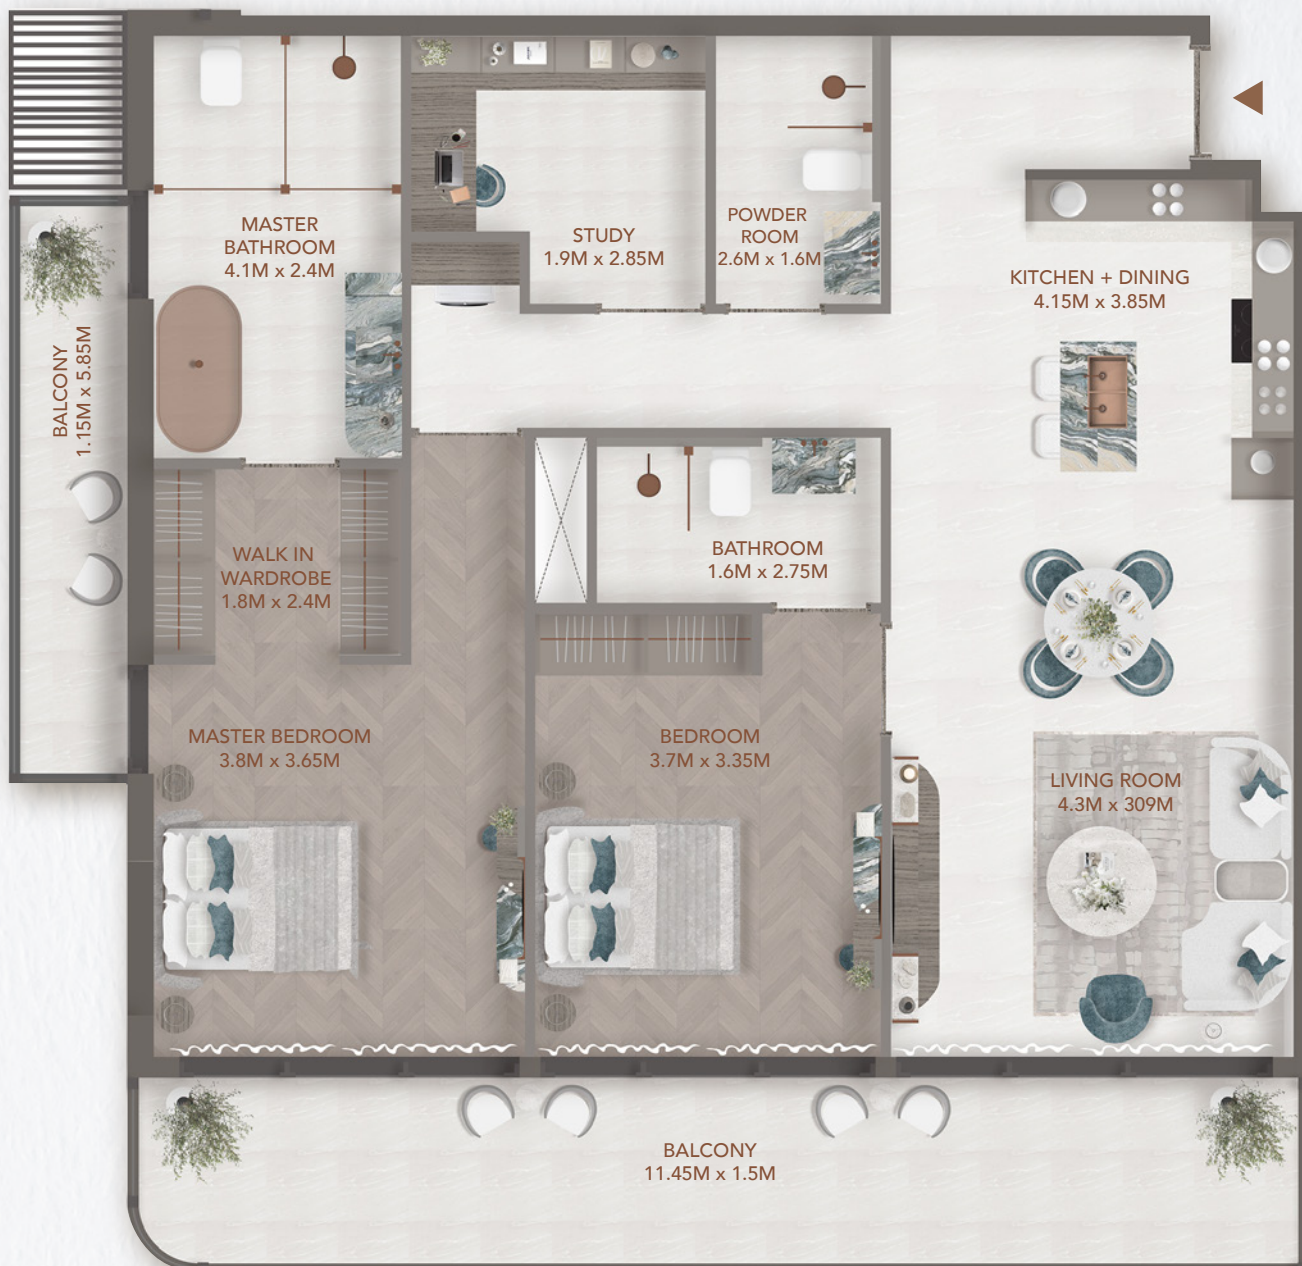 MASTER
BATHROOM
4.1M x 2.4M
STUDY
1.9M x 2.85M
POWDER
ROOM
2.6M x 1.6M
KITCHEN + DINING
4.15M x 3.85M
BALCONY
1.15M x 5.85M
WALK IN
WARDROBE
1.8M x 2.4M
BATHROOM
1.6M x 2.75M
MASTER BEDROOM
3.8M x 3.65M
BEDROOM
3.7M x 3.35M
LIVING ROOM
4.3M x 309M
BALCONY
11.45M x 1.5M